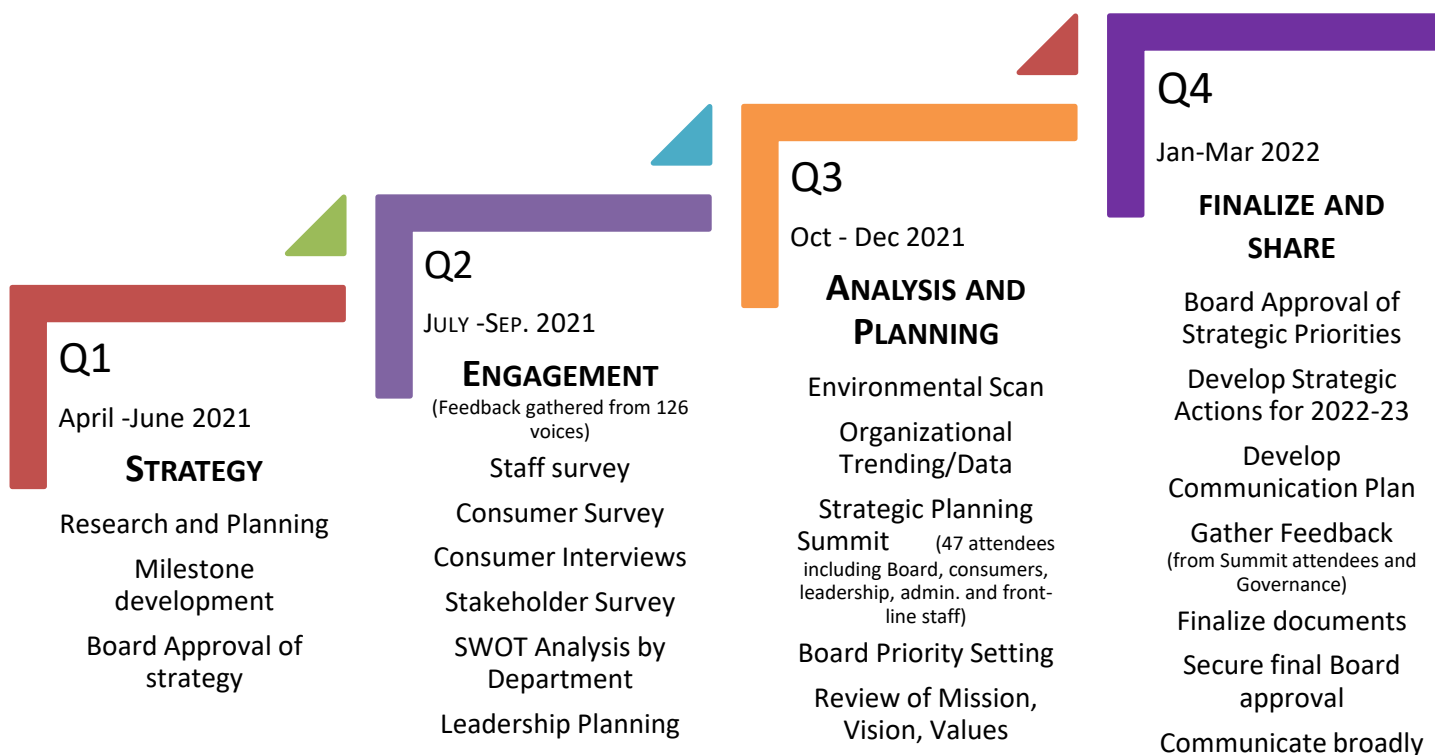 Q1
April -June 2021
STRATEGY
Research and Planning
Milestone
development
Board Approval of
strategy
Q2
JULY -SEP. 2021
ENGAGEMENT
(Feedback gathered from 126
voices)
Staff survey
Consumer Survey
Consumer Interviews
Stakeholder Survey
SWOT Analysis by
Department
Leadership Planning
Q3
Oct - Dec 2021
ANALYSIS AND
PLANNING
Environmental Scan
Organizational
Trending/Data
Strategic Planning
Summit (47 attendees
including Board, consumers,
leadership, admin. and front-
line staff)
Board Priority Setting
Review of Mission,
Vision, Values
Q4
Jan-Mar 2022
FINALIZE AND
SHARE
Board Approval of
Strategic Priorities
Develop Strategic
Actions for 2022-23
Develop
Communication Plan
Gather Feedback
(from Summit attendees and
Governance)
Finalize documents
Secure final Board
approval
Communicate broadly